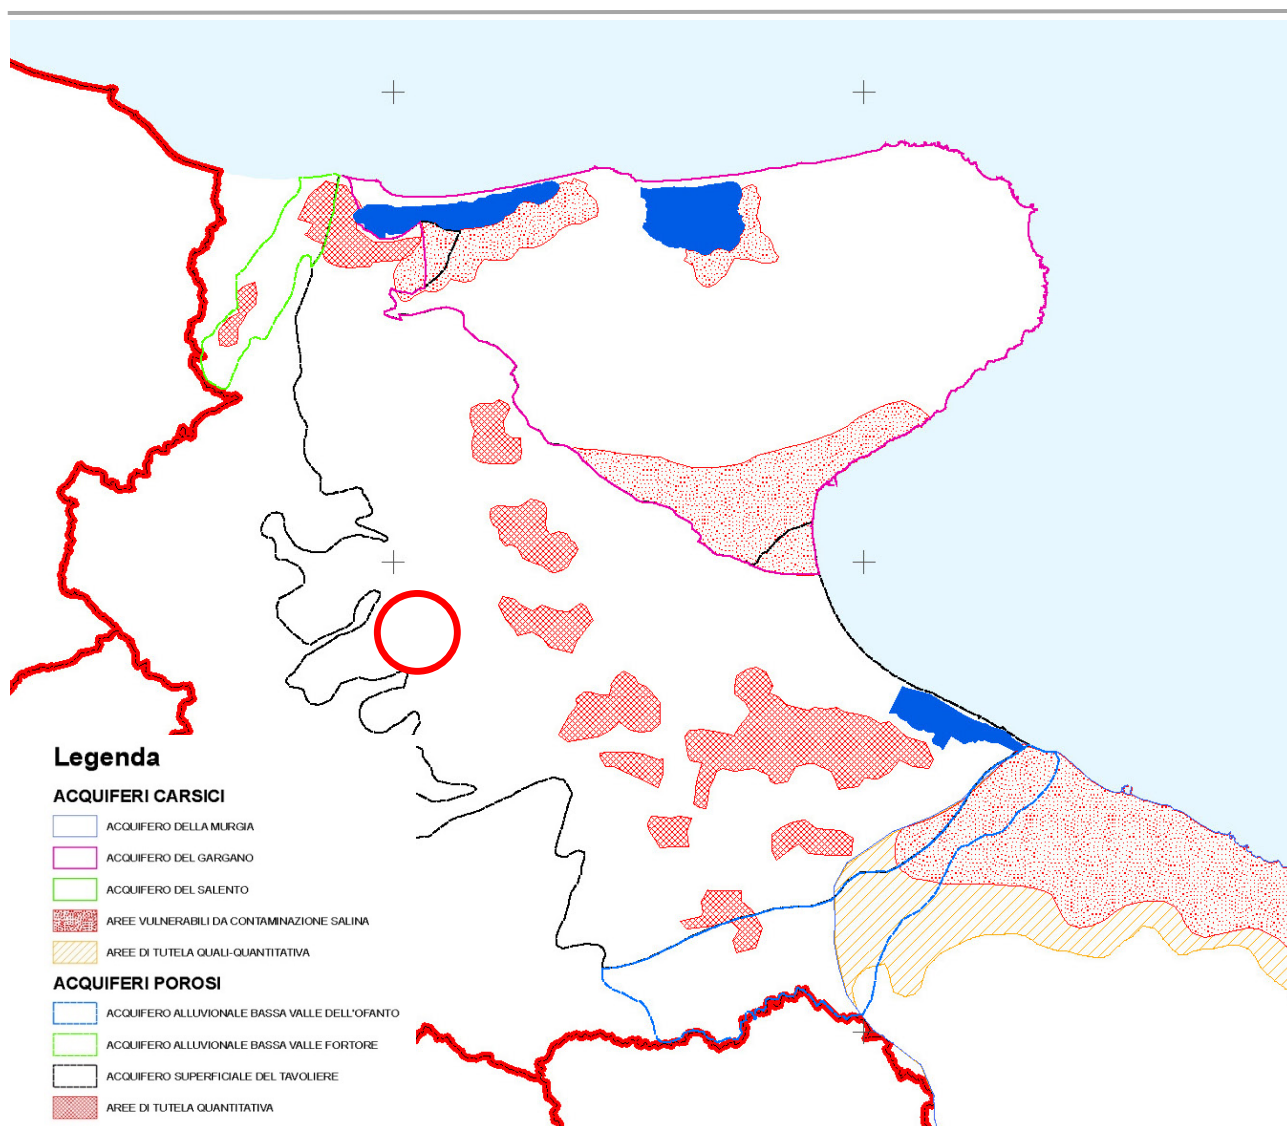 Legenda
ACQUIFERI CARSICI
ACQUIFERO DELLA MURGIA
ACQUIFERO DEL GARGANO
ACQUIFERO DEL SALENTO
AREE VULNERABILI DA CONTAMINAZIONE SALINA
AREE DI TUTELA QUALI-QUANTITATIVA
ACQUIFERI POROSI
ACQUIFERO ALLUVIONALE BASSA VALLE DELL'OFANTO
ACQUIFERO ALLUVIONALE BASSA VALLE FORTORE
ACQUIFERO SUPERFICIALE DEL TAVOLIERE
AREE DI TUTELA QUANTITATIVA